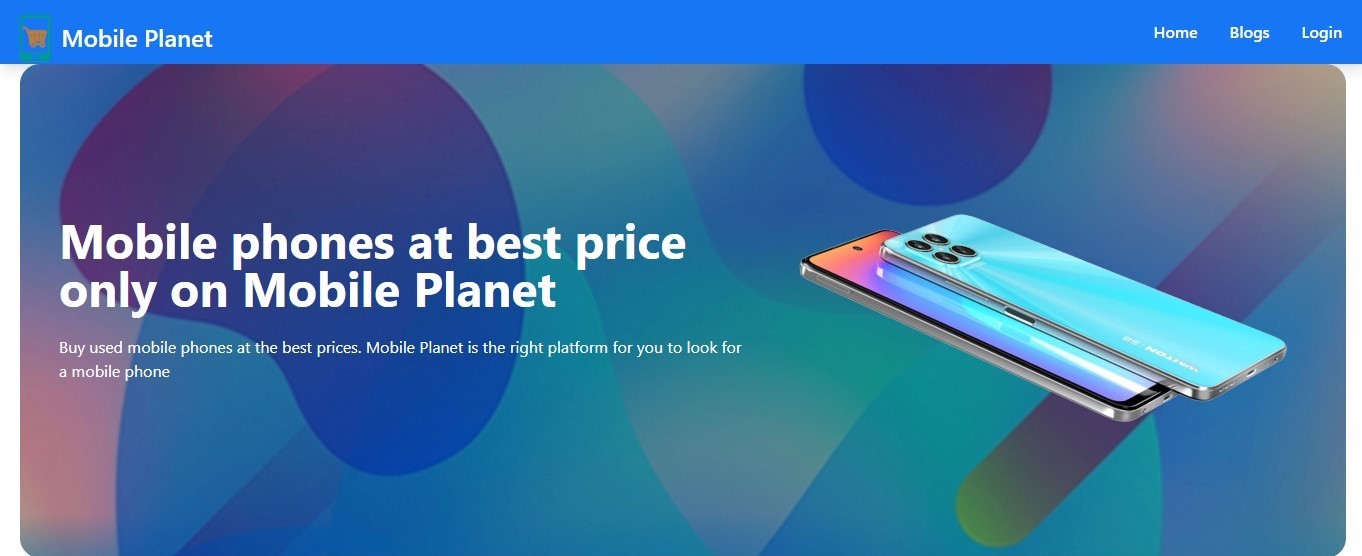 Mobile Planet
Home
Blogs
Login
Mobile phones at best price
only on Mobile Planet
Buy used mobile phones at the best prices. Mobile Planet is the right platform for you to look for
a mobile phone
WALTON